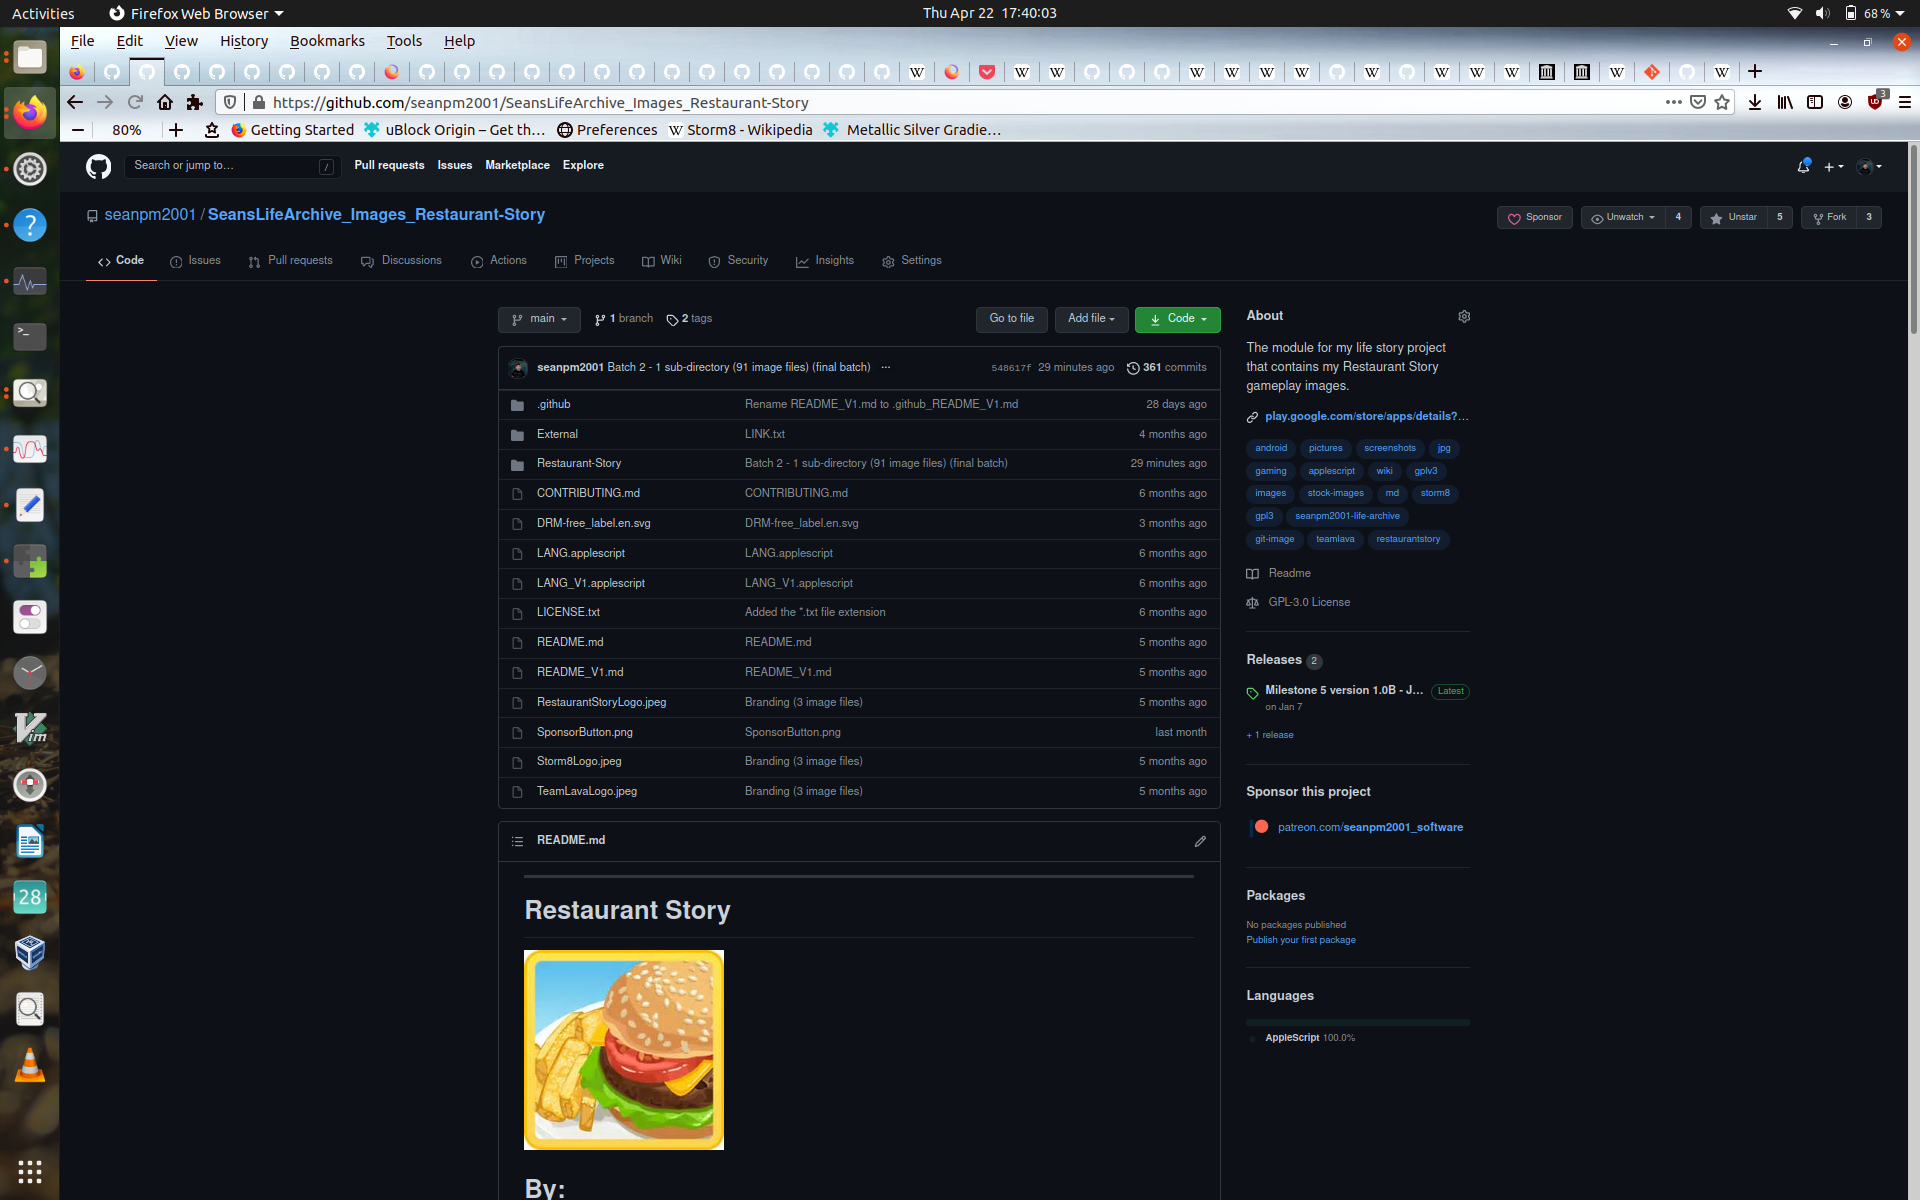 Activities
Firefox Web Browser
Thu Apr 22 17:40:03
68 %
File Edit View History Bookmarks Tools Help
https://github.com/seanpm2001/SeansLifeArchive_Images_Restaurant-Story
3
80%
Getting Started
uBlock Origin – Get th…
Preferences
Storm8 - Wikipedia
Metallic Silver Gradie…
Search or jump to…
/
Pull requests Issues Marketplace Explore
seanpm2001 / SeansLifeArchive_Images_Restaurant-Story
Sponsor
Unwatch 4
Unstar 5
Fork 3
Code
Issues
Pull requests
Discussions
Actions
Projects
Wiki
Security
Insights
Settings
main
1 branch
2 tags
Go to file
Add file
Code
seanpm2001 Batch 2 - 1 sub-directory (91 image files) (final batch) ...
548617f 29 minutes ago
361 commits
.github Rename README_V1.md to .github_README_V1.md 28 days ago
External LINK.txt 4 months ago
Restaurant-Story Batch 2 - 1 sub-directory (91 image files) (final batch) 29 minutes ago
CONTRIBUTING.md CONTRIBUTING.md 6 months ago
DRM-free_label.en.svg DRM-free_label.en.svg 3 months ago
LANG.applescript LANG.applescript 6 months ago
LANG_V1.applescript LANG_V1.applescript 6 months ago
LICENSE.txt Added the *.txt file extension 6 months ago
README.md README.md 5 months ago
README_V1.md README_V1.md 5 months ago
RestaurantStoryLogo.jpeg Branding (3 image files) 5 months ago
SponsorButton.png SponsorButton.png last month
Storm8Logo.jpeg Branding (3 image files) 5 months ago
TeamLavaLogo.jpeg Branding (3 image files) 5 months ago
README.md
Restaurant Story
By:
About
The module for my life story project
that contains my Restaurant Story
gameplay images.
play.google.com/store/apps/details?…
android pictures screenshots jpg
gaming applescript wiki gplv3
images stock-images md storm8
gpl3 seanpm2001-life-archive
git-image teamlava restaurantstory
Readme
GPL-3.0 License
Releases 2
Milestone 5 version 1.0B - J… Latest
on Jan 7
+ 1 release
Sponsor this project
patreon.com/seanpm2001_software
Packages
No packages published
Publish your first package
Languages
AppleScript 100.0%
28
Vim